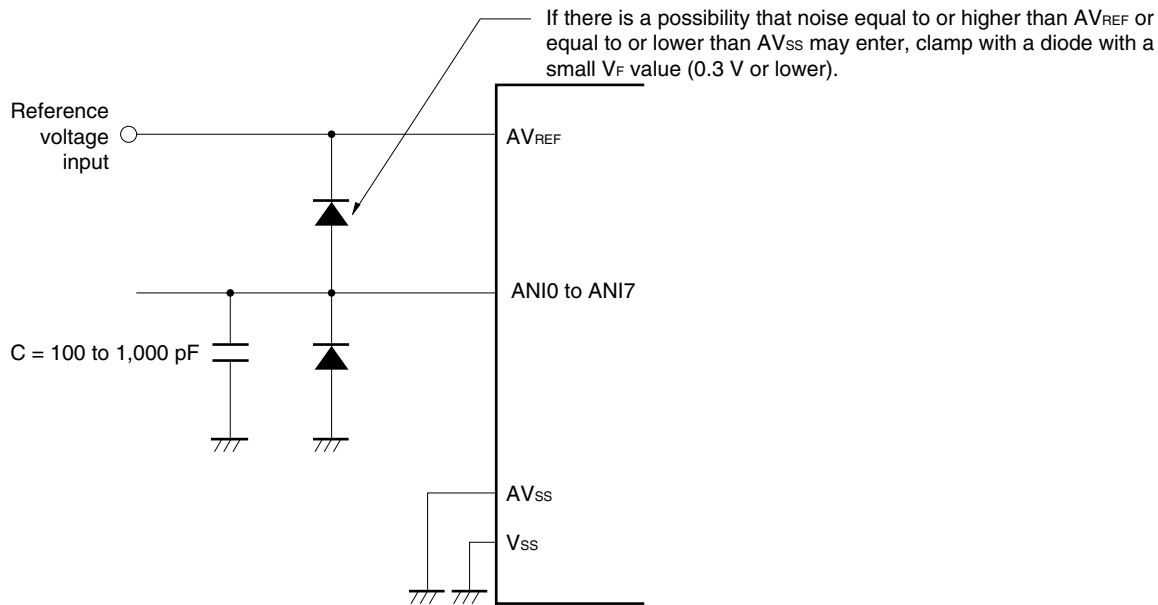 If there is a possibility that noise equal to or higher than AVREF or
equal to or lower than AVSS may enter, clamp with a diode with a
small VF value (0.3 V or lower).
Reference
voltage
input
AVREF
ANI0 to ANI7
C = 100 to 1,000 pF
AVSS
VSS